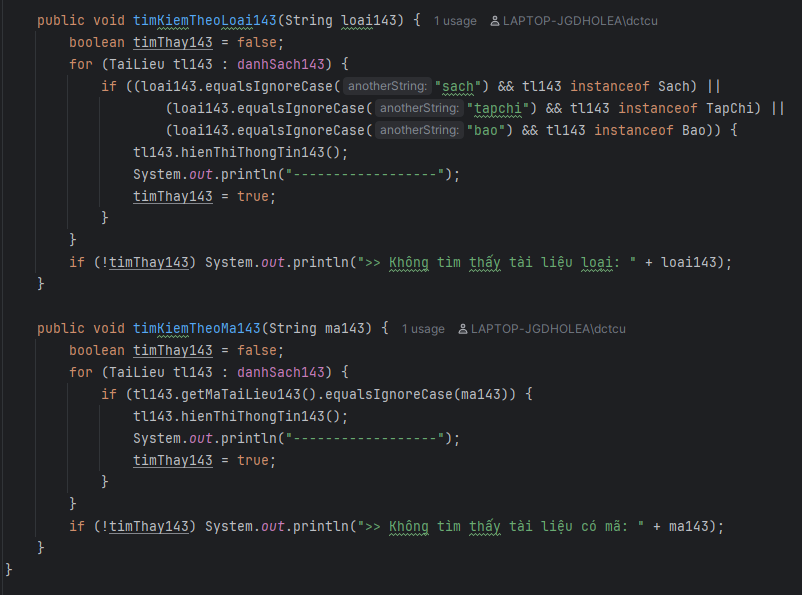 public void timKiemTheoLoai143(String loai143) { 1 usage LAPTOP-JGDHOLEA\dctcu
boolean timThay143 = false;
for (TaiLieu tl143 : danhSach143) {
if ((loai143.equalsIgnoreCase( anotherString: "sach") && tl143 instanceof Sach) ||
(loai143.equalsIgnoreCase( anotherString: "tapchi") && tl143 instanceof TapChi) ||
(loai143.equalsIgnoreCase( anotherString: "bao") && tl143 instanceof Bao)) {
tl143.hienThiThongTin143();
System.out.println("------------------");
timThay143 = true;
}
}
if (!timThay143) System.out.println(">> Không tìm thấy tài liệu loại: " + loai143);
}
public void timKiemTheoMa143(String ma143) { 1 usage LAPTOP-JGDHOLEA\dctcu
boolean timThay143 = false;
for (TaiLieu tl143 : danhSach143) {
if (tl143.getMaTaiLieu143().equalsIgnoreCase(ma143)) {
tl143.hienThiThongTin143();
System.out.println("------------------");
timThay143 = true;
}
}
if (!timThay143) System.out.println(">> Không tìm thấy tài liệu có mã: " + ma143);
}
}